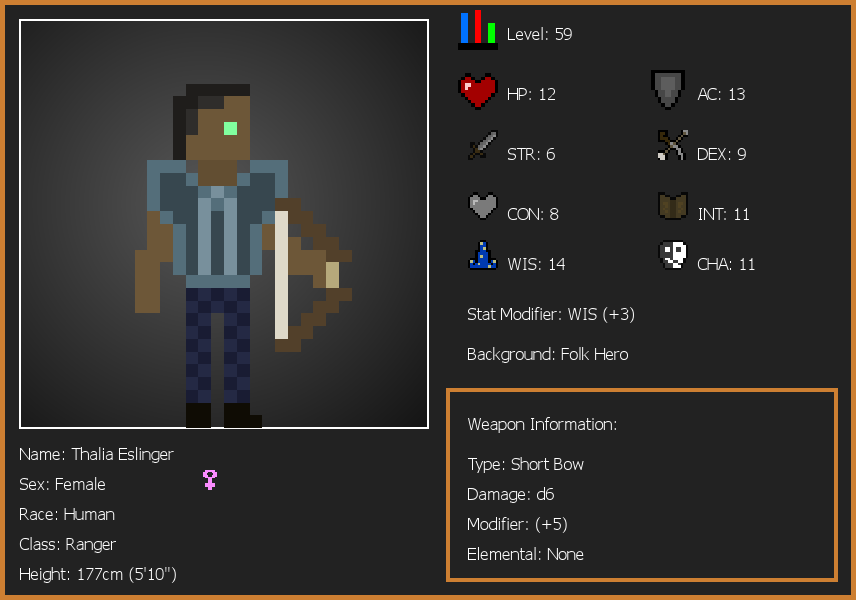 Level: 59
HP: 12
AC: 13
STR: 6
DEX: 9
CON: 8
INT: 11
WIS: 14
CHA: 11
Stat Modifier: WIS (+3)
Background: Folk Hero
Weapon Information:
Type: Short Bow
Damage: d6
Modifier: (+5)
Elemental: None
Name: Thalia Eslinger
Sex: Female
Race: Human
Class: Ranger
Height: 177cm (5'10")